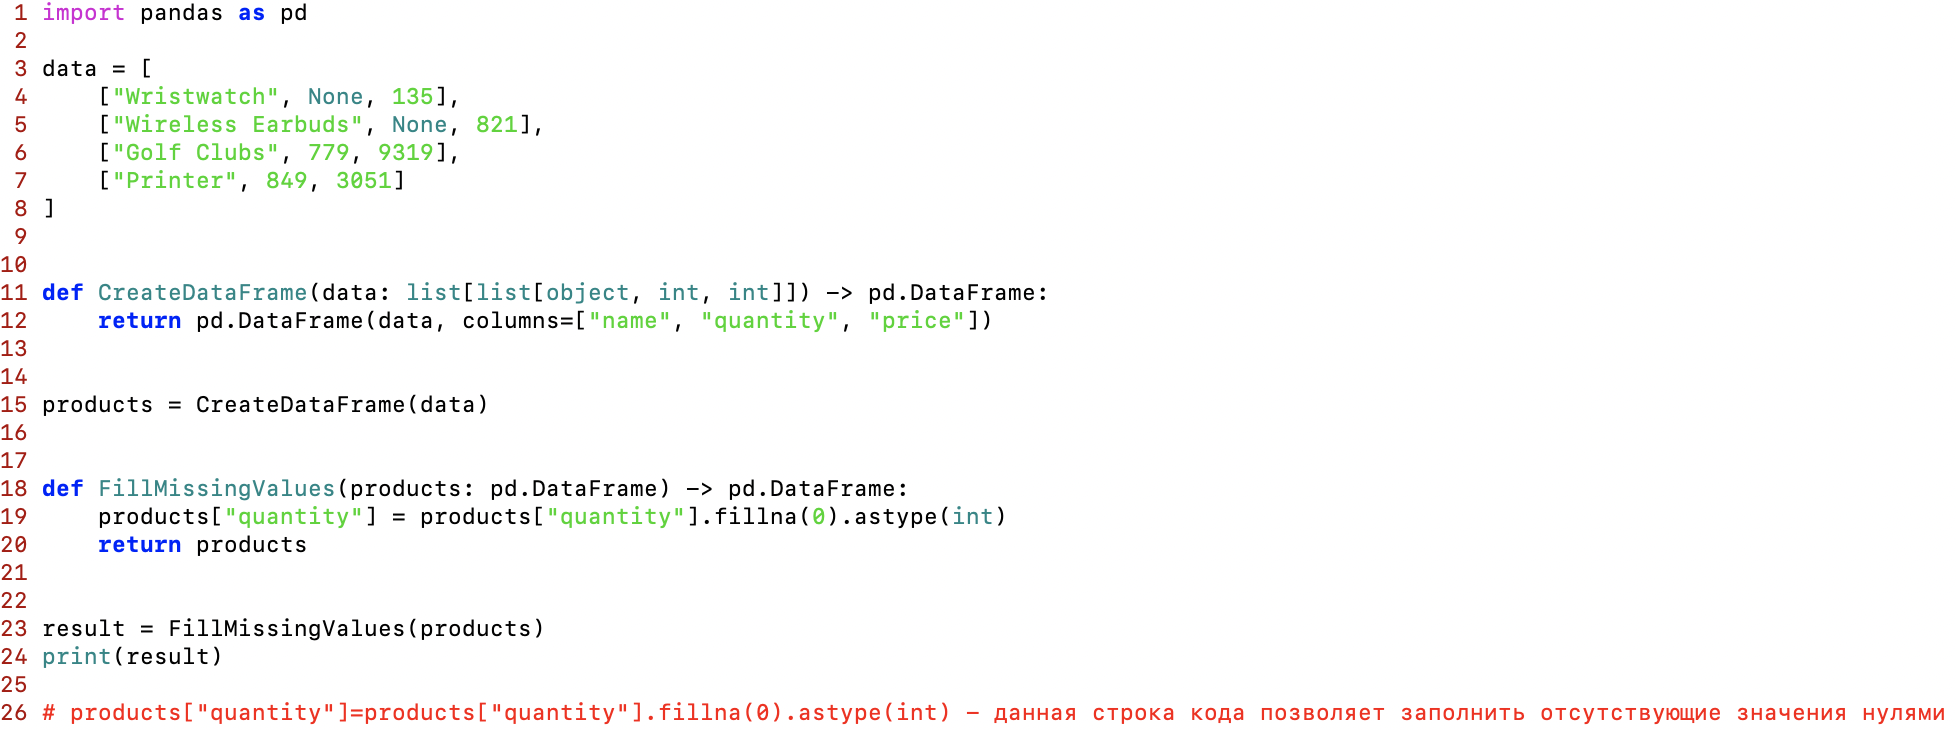 1 import pandas as pd
2
3 data = [
4     ["Wristwatch", None, 135],
5     ["Wireless Earbuds", None, 821],
6     ["Golf Clubs", 779, 9319],
7     ["Printer", 849, 3051]
8 ]
9
10
11 def CreateDataFrame(data: list[list[object, int, int]]) -> pd.DataFrame:
12     return pd.DataFrame(data, columns=["name", "quantity", "price"])
13
14
15 products = CreateDataFrame(data)
16
17
18 def FillMissingValues(products: pd.DataFrame) -> pd.DataFrame:
19     products["quantity"] = products["quantity"].fillna(0).astype(int)
20     return products
21
22
23 result = FillMissingValues(products)
24 print(result)
25
26 # products["quantity"]=products["quantity"].fillna(0).astype(int) – данная строка кода позволяет заполнить отсутствующие значения нулями